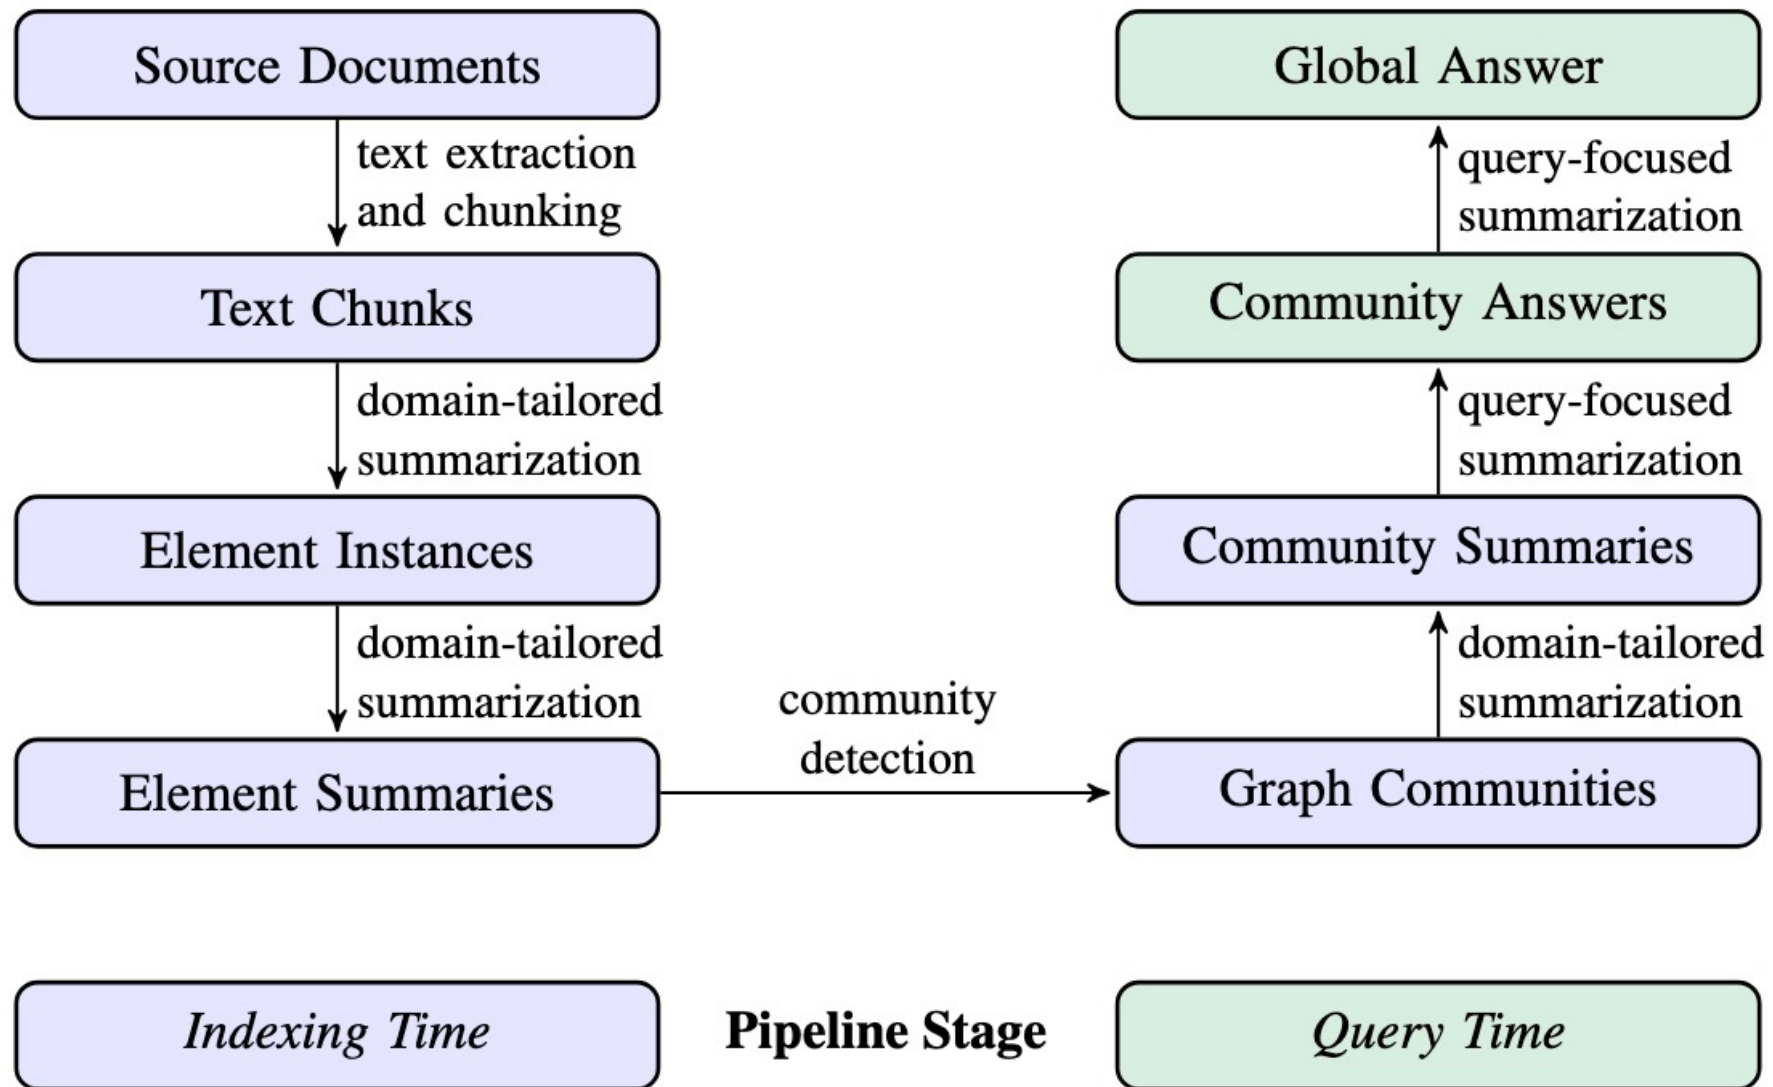 Source Documents
text extraction
and chunking
Text Chunks
domain-tailored
summarization
Element Instances
domain-tailored
summarization
Element Summaries
community
detection
Graph Communities
domain-tailored
summarization
Community Summaries
query-focused
summarization
Community Answers
query-focused
summarization
Global Answer
Indexing Time
Pipeline Stage
Query Time